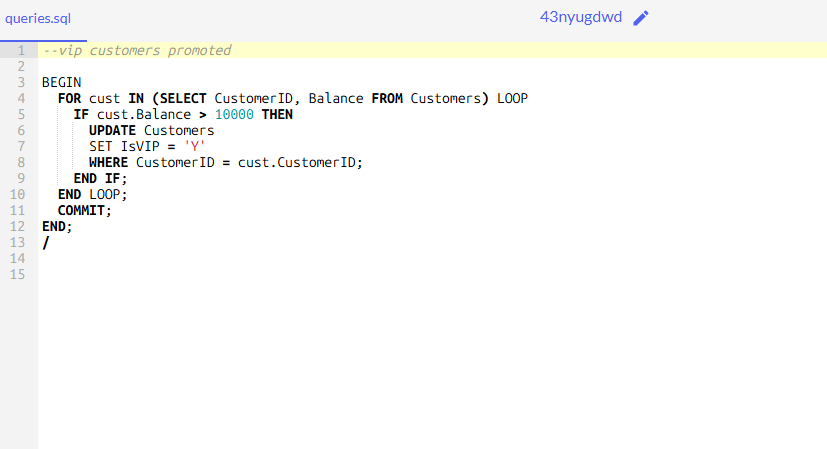 queries.sql
43nyugdwd
1 --vip customers promoted
2
3 BEGIN
4   FOR cust IN (SELECT CustomerID, Balance FROM Customers) LOOP
5     IF cust.Balance > 10000 THEN
6       UPDATE Customers
7       SET IsVIP = 'Y'
8       WHERE CustomerID = cust.CustomerID;
9     END IF;
10   END LOOP;
11   COMMIT;
12 END;
13 /
14
15